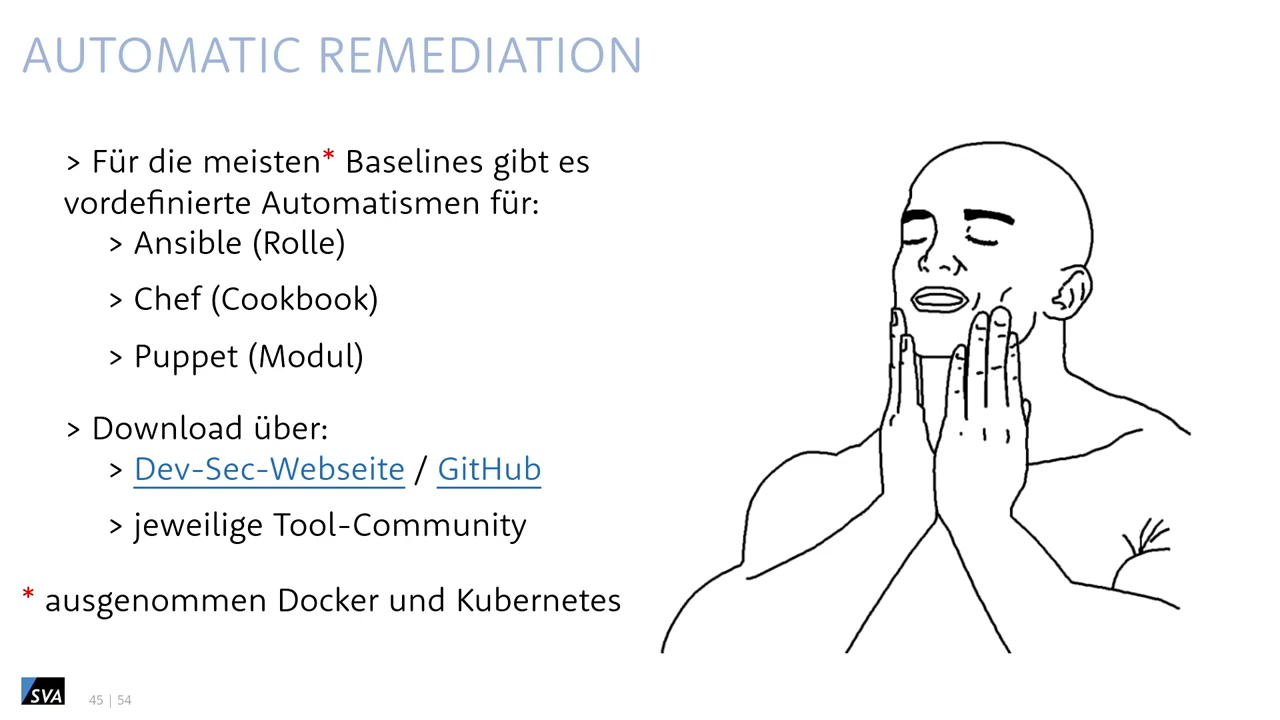 AUTOMATIC REMEDIATION
> Für die meisten* Baselines gibt es
vordefinierte Automatismen für:
> Ansible (Rolle)
> Chef (Cookbook)
> Puppet (Modul)
> Download über:
> Dev-Sec-Webseite / GitHub
> jeweilige Tool-Community
* ausgenommen Docker und Kubernetes
SVA
45 | 54